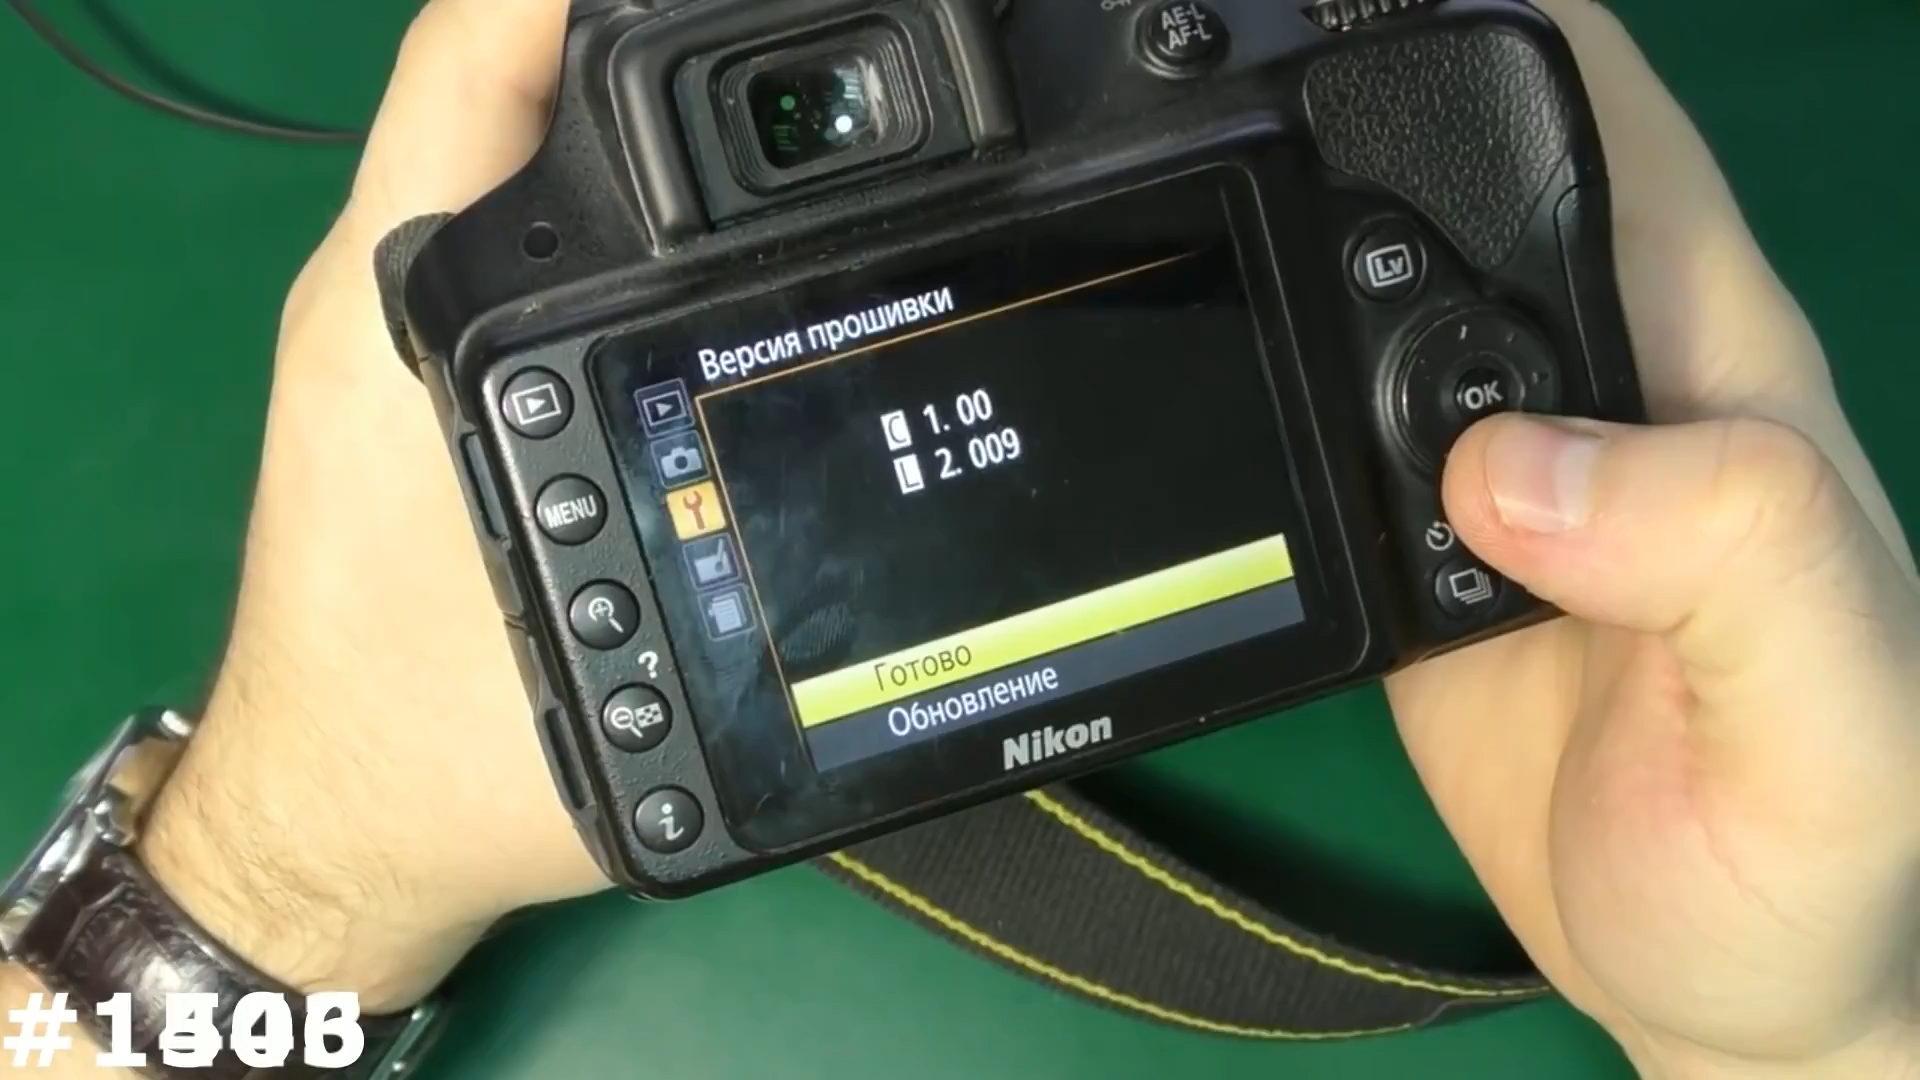 AE-L
AF-L
Lv
Версия прошивки
C 1. 00
L 2. 009
OK
MENU
?
Готово
Обновление
Nikon
i